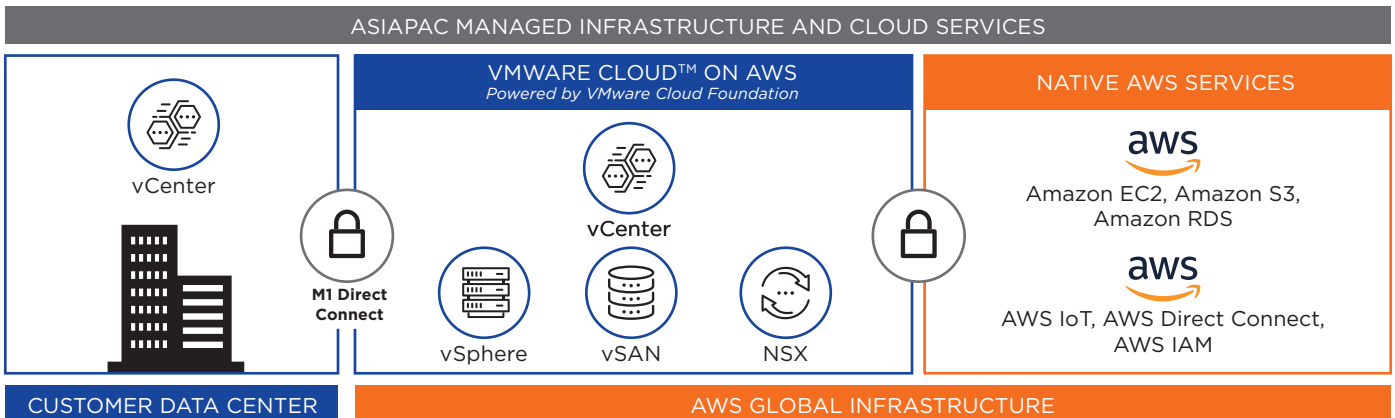 ASIAPAC MANAGED INFRASTRUCTURE AND CLOUD SERVICES
vCenter
M1 Direct
Connect
CUSTOMER DATA CENTER
VMWARE CLOUD™ ON AWS
Powered by VMware Cloud Foundation
vCenter
vSphere
vSAN
NSX
NATIVE AWS SERVICES
aws
Amazon EC2, Amazon S3,
Amazon RDS
aws
AWS IoT, AWS Direct Connect,
AWS IAM
AWS GLOBAL INFRASTRUCTURE